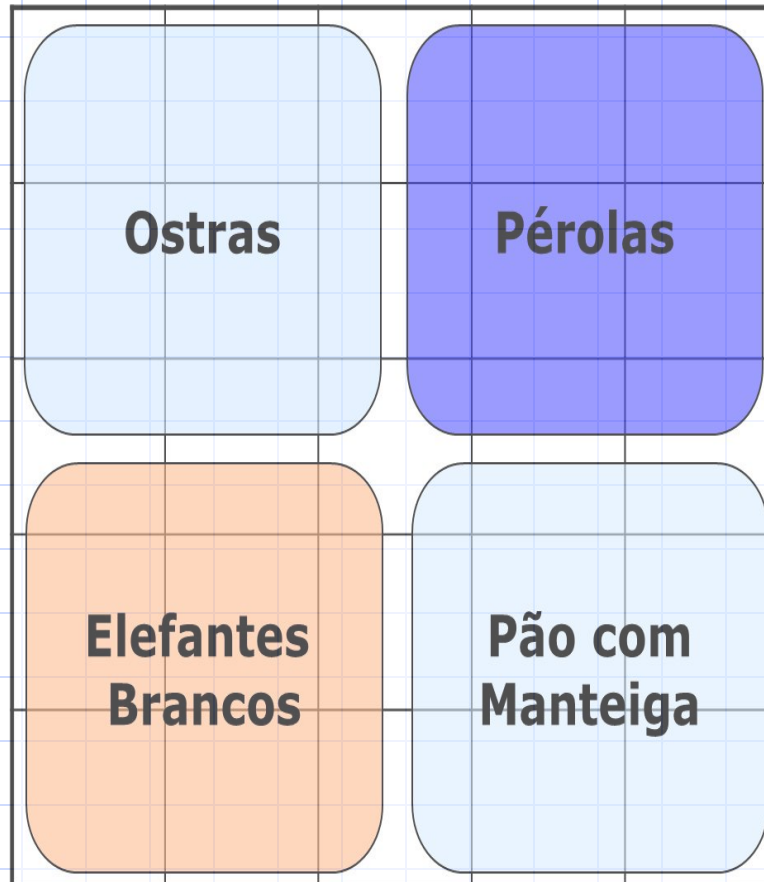 Ostras
Pérolas
Elefantes
Brancos
Pão com
Manteiga